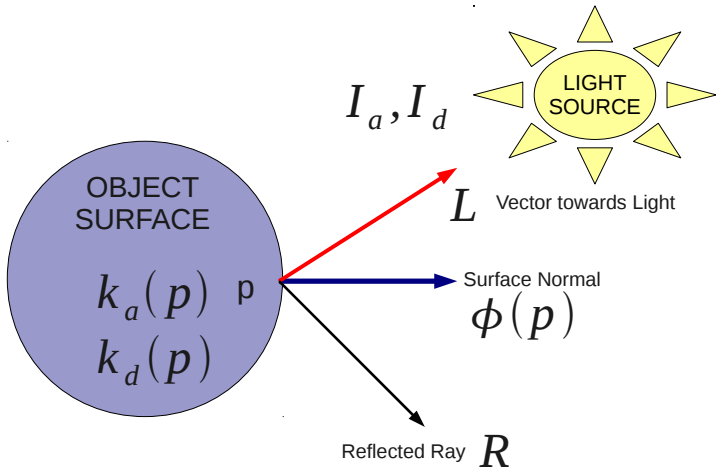 LIGHT
SOURCE
I_a, I_d
OBJECT
SURFACE
L
Vector towards Light
k_a(p)
p
Surface Normal
ϕ(p)
k_d(p)
Reflected Ray R